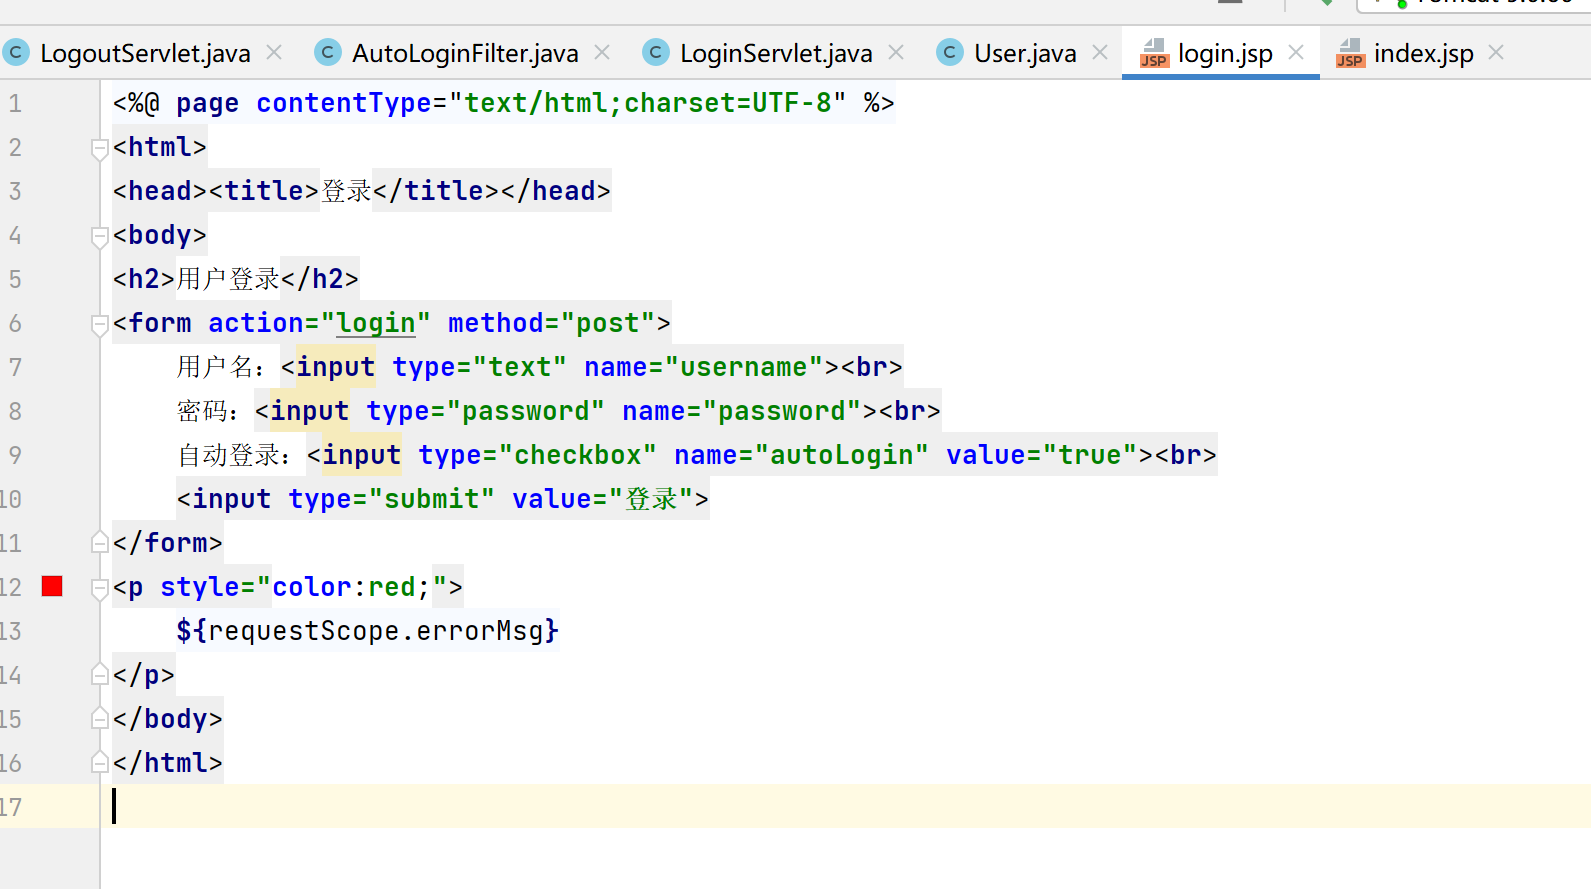 LogoutServlet.java AutoLoginFilter.java LoginServlet.java User.java login.jsp index.jsp
1 <%@ page contentType="text/html;charset=UTF-8" %>
2 <html>
3 <head><title>登录</title></head>
4 <body>
5 <h2>用户登录</h2>
6 <form action="login" method="post">
7 用户名：<input type="text" name="username"><br>
8 密码：<input type="password" name="password"><br>
9 自动登录：<input type="checkbox" name="autoLogin" value="true"><br>
10 <input type="submit" value="登录">
11 </form>
12 <p style="color:red;">
13 ${requestScope.errorMsg}
14 </p>
15 </body>
16 </html>
17